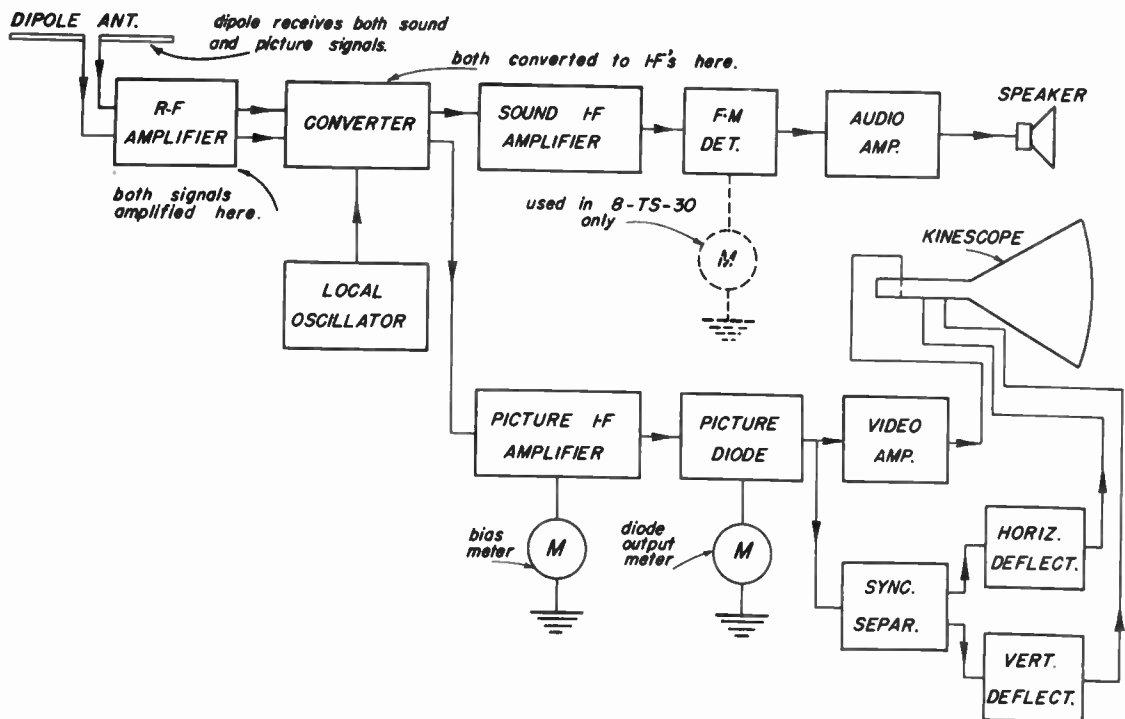 DIPOLE ANT.
dipole receives both sound
and picture signals.
both converted to I-F's here.
R-F
AMPLIFIER
CONVERTER
SOUND I-F
AMPLIFIER
F-M
DET.
AUDIO
AMP.
SPEAKER
both signals
amplified here.
used in 8-TS-30
only
M
KINESCOPE
LOCAL
OSCILLATOR
PICTURE I-F
AMPLIFIER
PICTURE
DIODE
VIDEO
AMP.
bias
meter
M
diode
output
meter
M
HORIZ.
DEFLECT.
SYNC.
SEPAR.
VERT.
DEFLECT.